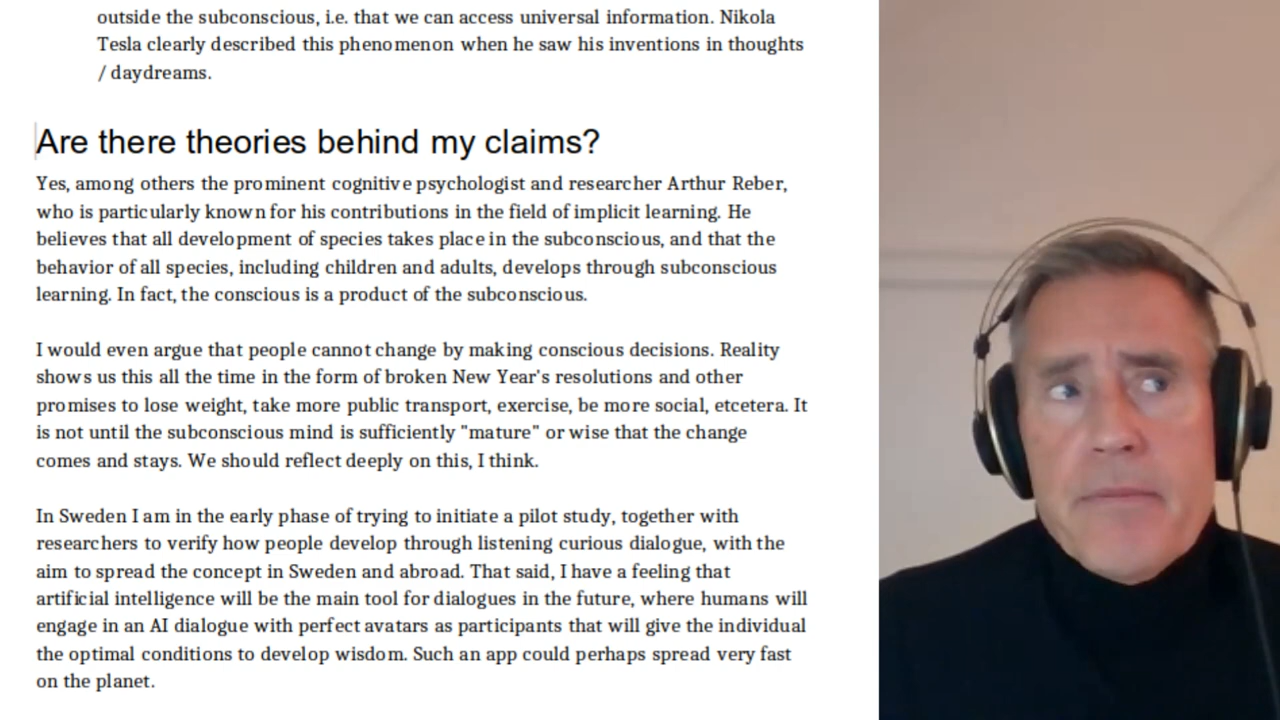 outside the subconscious, i.e. that we can access universal information. Nikola
Tesla clearly described this phenomenon when he saw his inventions in thoughts
/ daydreams.
Are there theories behind my claims?
Yes, among others the prominent cognitive psychologist and researcher Arthur Reber,
who is particularly known for his contributions in the field of implicit learning. He
believes that all development of species takes place in the subconscious, and that the
behavior of all species, including children and adults, develops through subconscious
learning. In fact, the conscious is a product of the subconscious.
I would even argue that people cannot change by making conscious decisions. Reality
shows us this all the time in the form of broken New Year's resolutions and other
promises to lose weight, take more public transport, exercise, be more social, etcetera. It
is not until the subconscious mind is sufficiently "mature" or wise that the change
comes and stays. We should reflect deeply on this, I think.
In Sweden I am in the early phase of trying to initiate a pilot study, together with
researchers to verify how people develop through listening curious dialogue, with the
aim to spread the concept in Sweden and abroad. That said, I have a feeling that
artificial intelligence will be the main tool for dialogues in the future, where humans will
engage in an AI dialogue with perfect avatars as participants that will give the individual
the optimal conditions to develop wisdom. Such an app could perhaps spread very fast
on the planet.